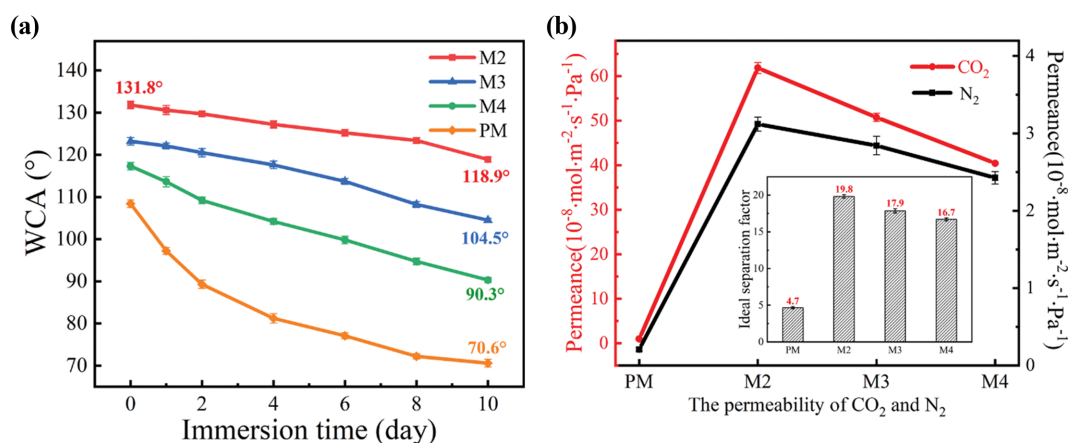 (a)
WCA (°)
140
130
120
110
100
90
80
70
131.8°
M2
M3
M4
PM
118.9°
104.5°
90.3°
70.6°
0
2
4
6
8
10
Immersion time (day)
(b)
Permeance(10⁻⁸·mol·m⁻²·s⁻¹·Pa⁻¹)
60
50
40
30
20
10
0
CO₂
N₂
Permeance(10⁻⁸·mol·m⁻²·s⁻¹·Pa⁻¹)
4
3
2
1
0
Ideal separation factor
20
15
10
5
0
4.7
19.8
17.9
16.7
PM
M2
M3
M4
PM
M2
M3
M4
The permeability of CO₂ and N₂